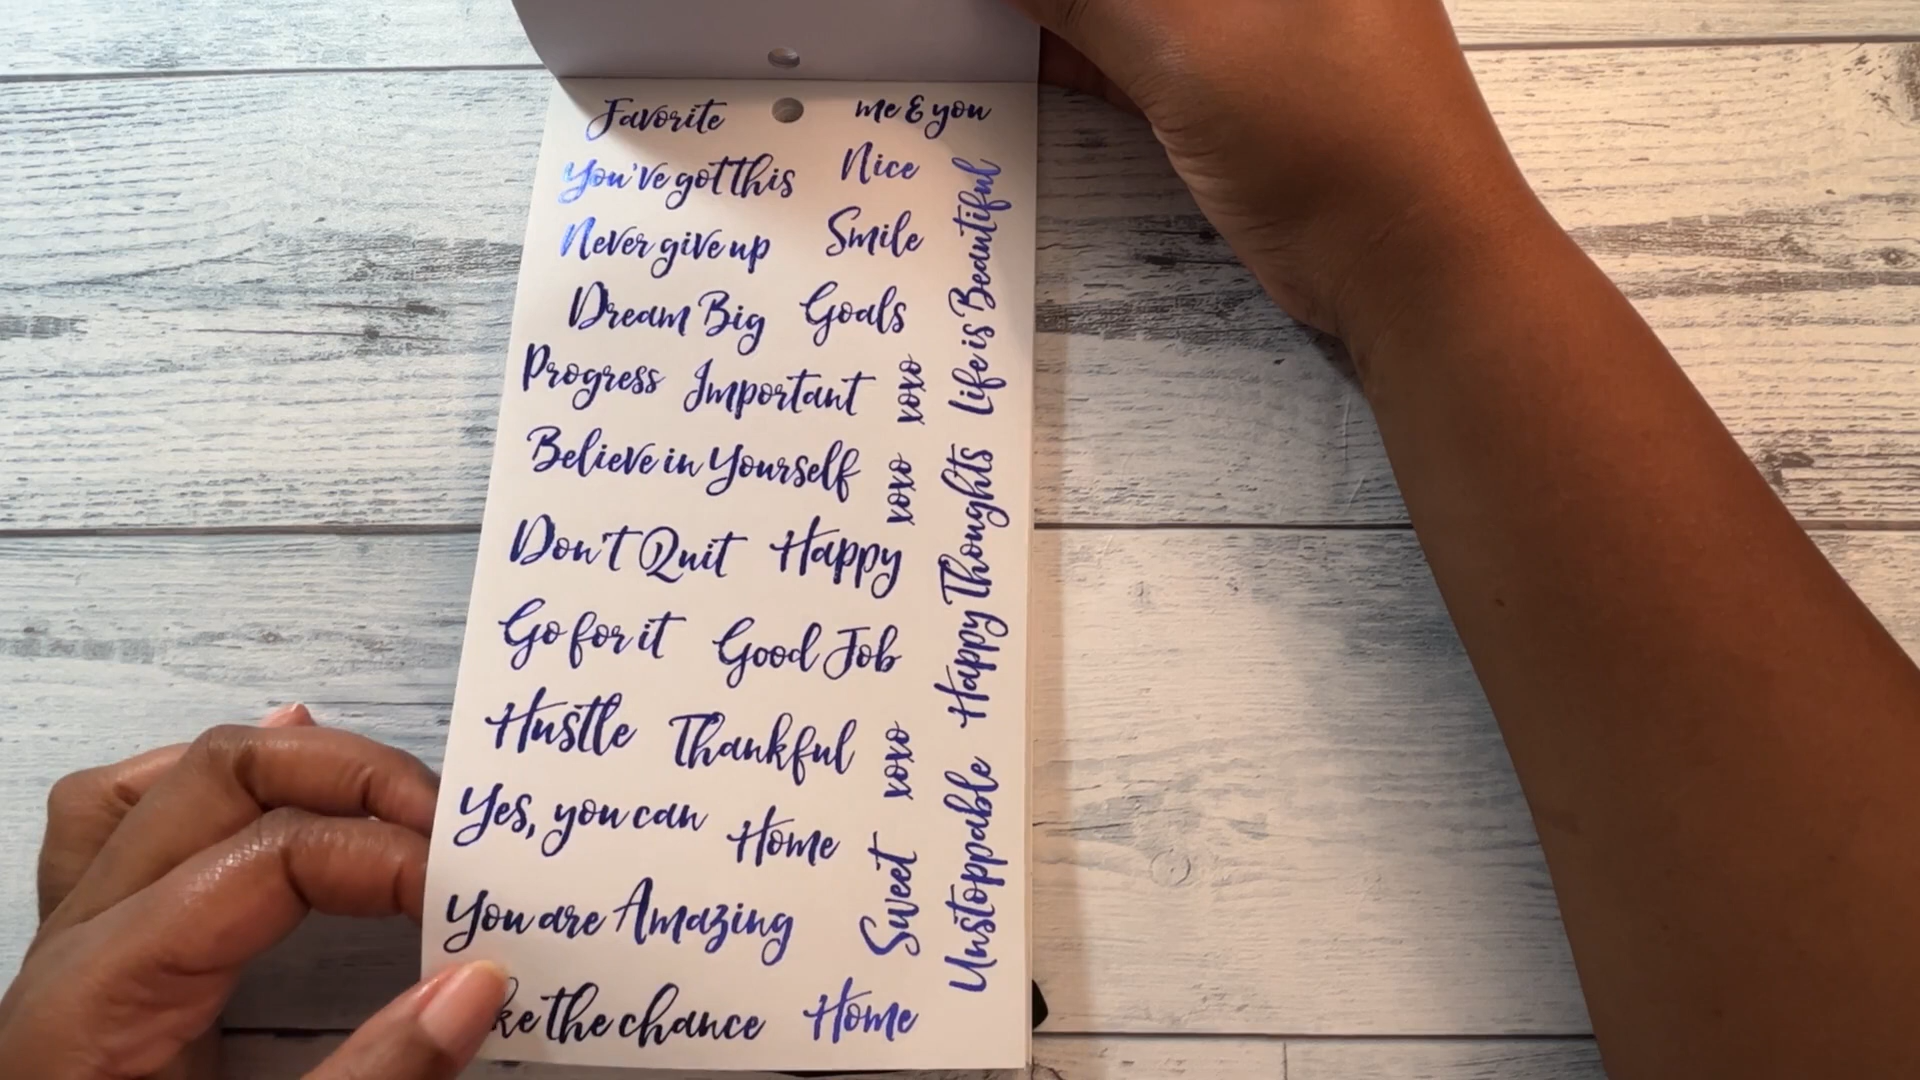 Favorite me & you
You've got this Nice
Never give up Smile
Dream Big Goals
Progress Important
Believe in Yourself
Don't Quit Happy
Go for it Good Job
Hustle Thankful
Yes, you can Home
You are Amazing
the chance Home
xoxo
xoxo
xoxo
Sweet
Life is Beautiful
Happy Thoughts
Unstoppable